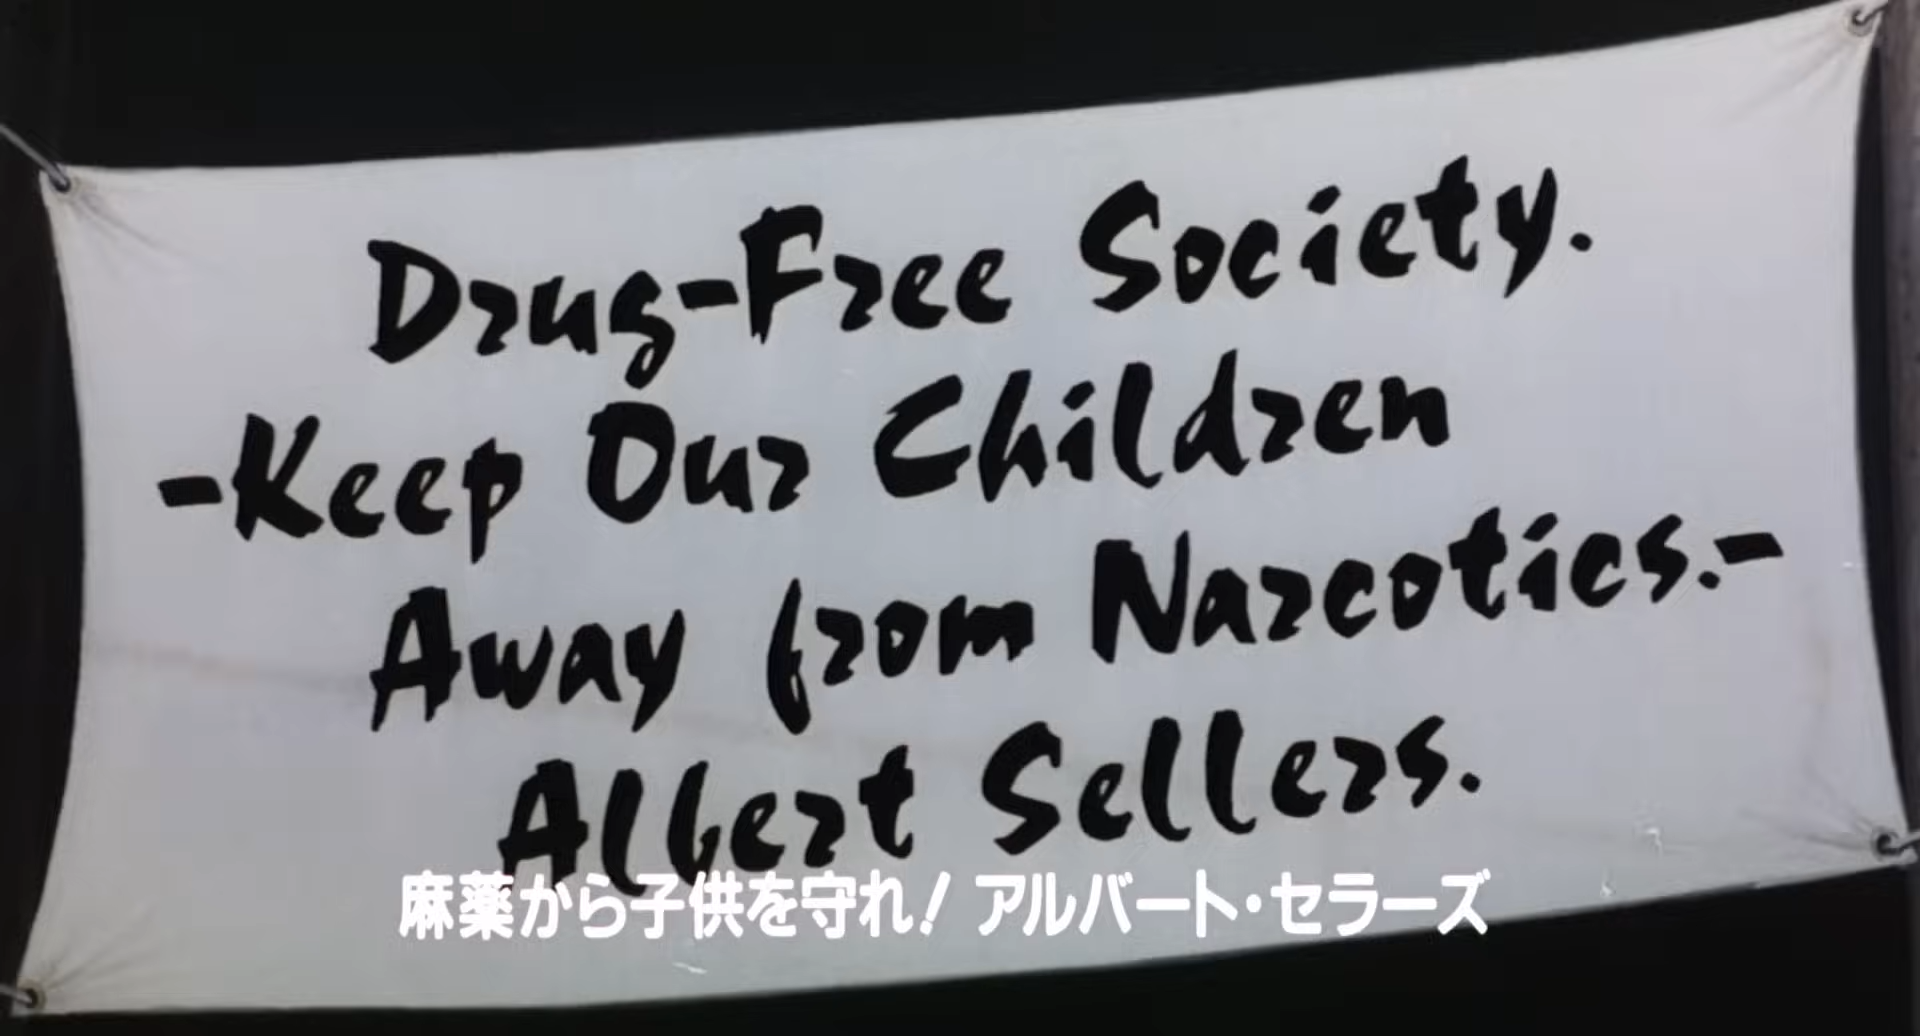 Drug-Free Society.
-Keep Our Children
Away from Narcotics.-
Albert Sellers.
麻薬から子供を守れ! アルバート・セラーズ